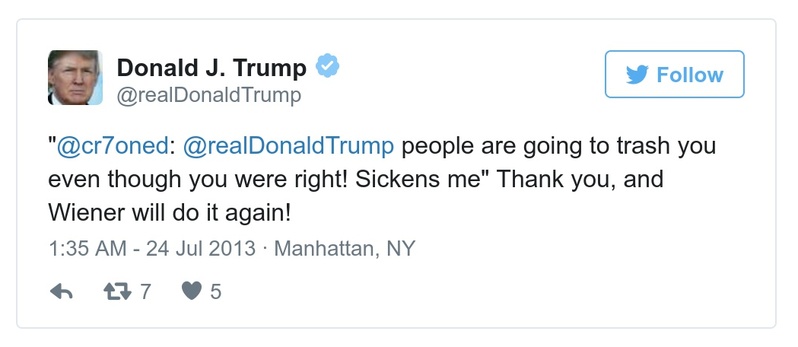 Donald J. Trump
@realDonaldTrump
Follow
"@cr7oned: @realDonaldTrump people are going to trash you
even though you were right! Sickens me" Thank you, and
Wiener will do it again!
1:35 AM - 24 Jul 2013 · Manhattan, NY
7 5